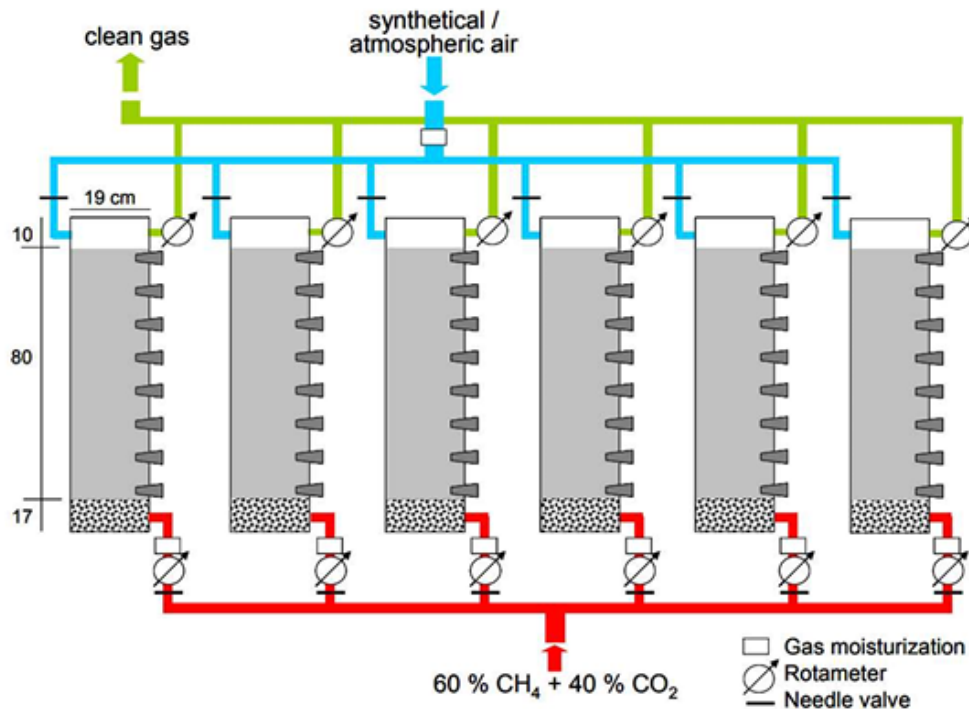 clean gas
synthetical /
atmospheric air
19 cm
10
80
17
60 % CH₄ + 40 % CO₂
Gas moisturization
Rotameter
Needle valve